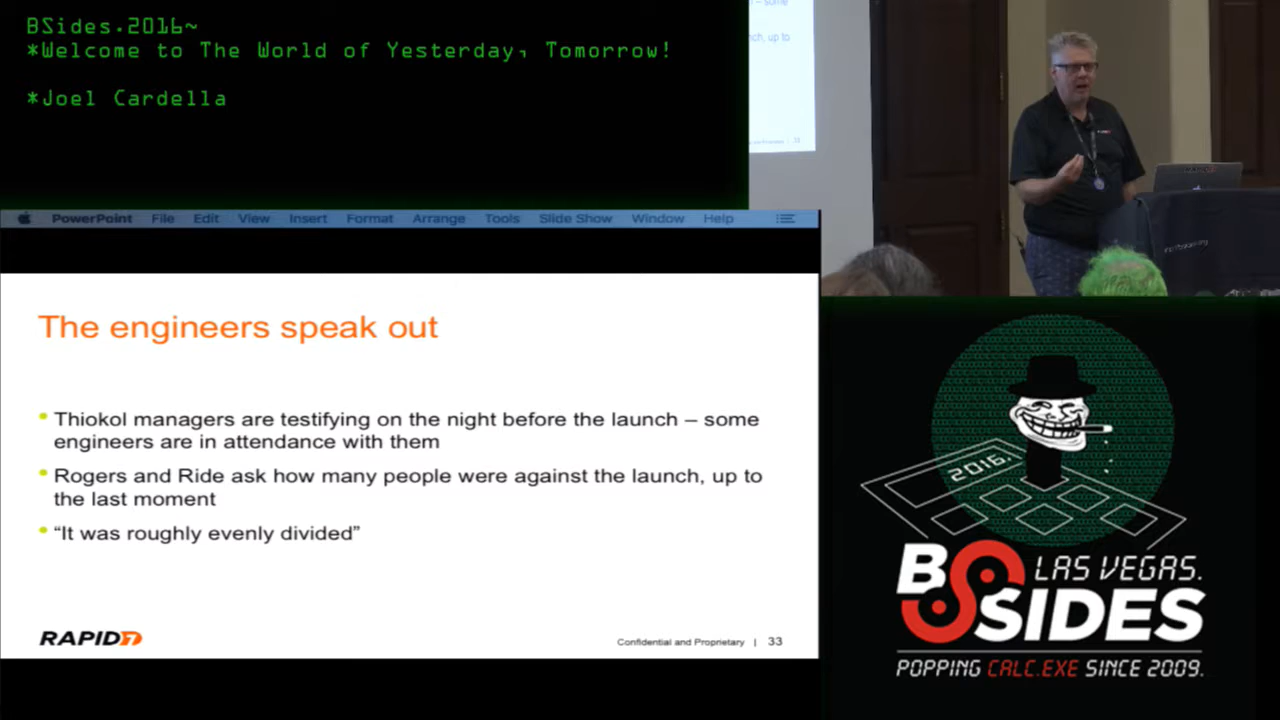 BSides.2016~
*Welcome to The World of Yesterday, Tomorrow!
*Joel Cardella
some
up to
PowerPoint File Edit View Insert Format Arrange Tools Slide Show Window Help
The engineers speak out
• Thiokol managers are testifying on the night before the launch – some
engineers are in attendance with them
• Rogers and Ride ask how many people were against the launch, up to
the last moment
• “It was roughly evenly divided”
RAPID7
Confidential and Proprietary | 33
2016.
BSIDES
LAS VEGAS.
POPPING CALC.EXE SINCE 2009.